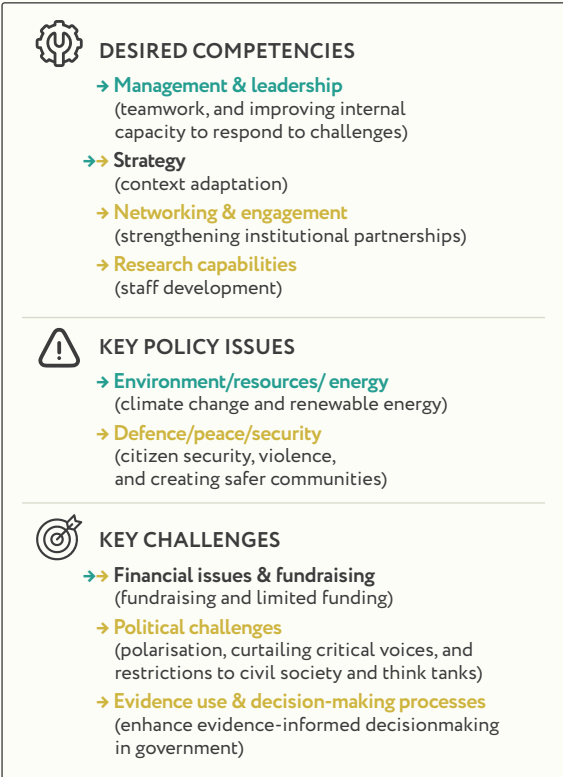 DESIRED COMPETENCIES
→ Management & leadership
(teamwork, and improving internal
capacity to respond to challenges)
→→ Strategy
(context adaptation)
→ Networking & engagement
(strengthening institutional partnerships)
→ Research capabilities
(staff development)
KEY POLICY ISSUES
→ Environment/resources/ energy
(climate change and renewable energy)
→ Defence/peace/security
(citizen security, violence,
and creating safer communities)
KEY CHALLENGES
→→ Financial issues & fundraising
(fundraising and limited funding)
→ Political challenges
(polarisation, curtailing critical voices, and
restrictions to civil society and think tanks)
→ Evidence use & decision-making processes
(enhance evidence-informed decisionmaking
in government)